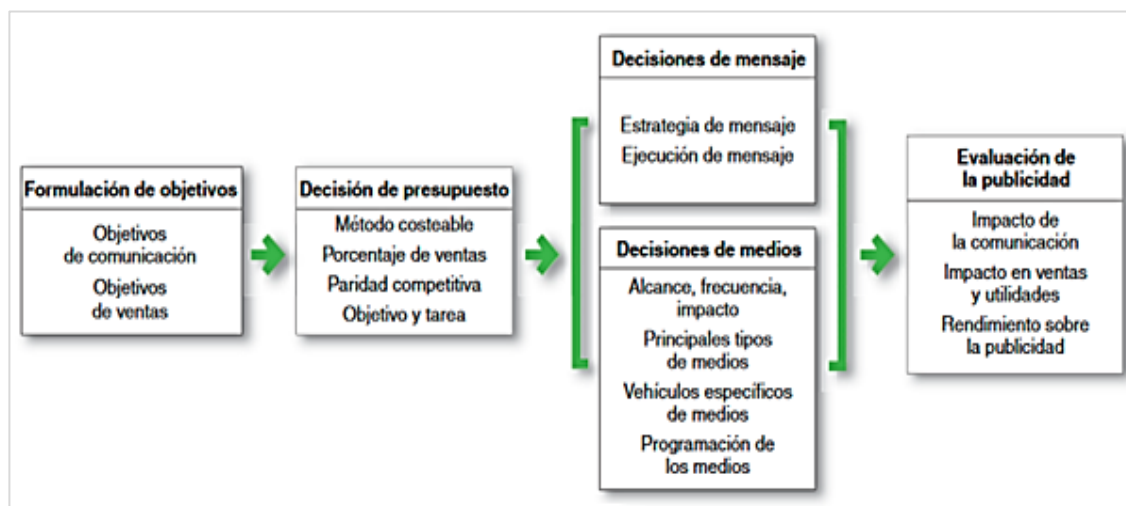 Formulación de objetivos
Objetivos
de comunicación
Objetivos
de ventas
Decisión de presupuesto
Método costeable
Porcentaje de ventas
Paridad competitiva
Objetivo y tarea
Decisiones de mensaje
Estrategia de mensaje
Ejecución de mensaje
Decisiones de medios
Alcance, frecuencia,
impacto
Principales tipos
de medios
Vehículos específicos
de medios
Programación de
los medios
Evaluación de
la publicidad
Impacto de
la comunicación
Impacto en ventas
y utilidades
Rendimiento sobre
la publicidad